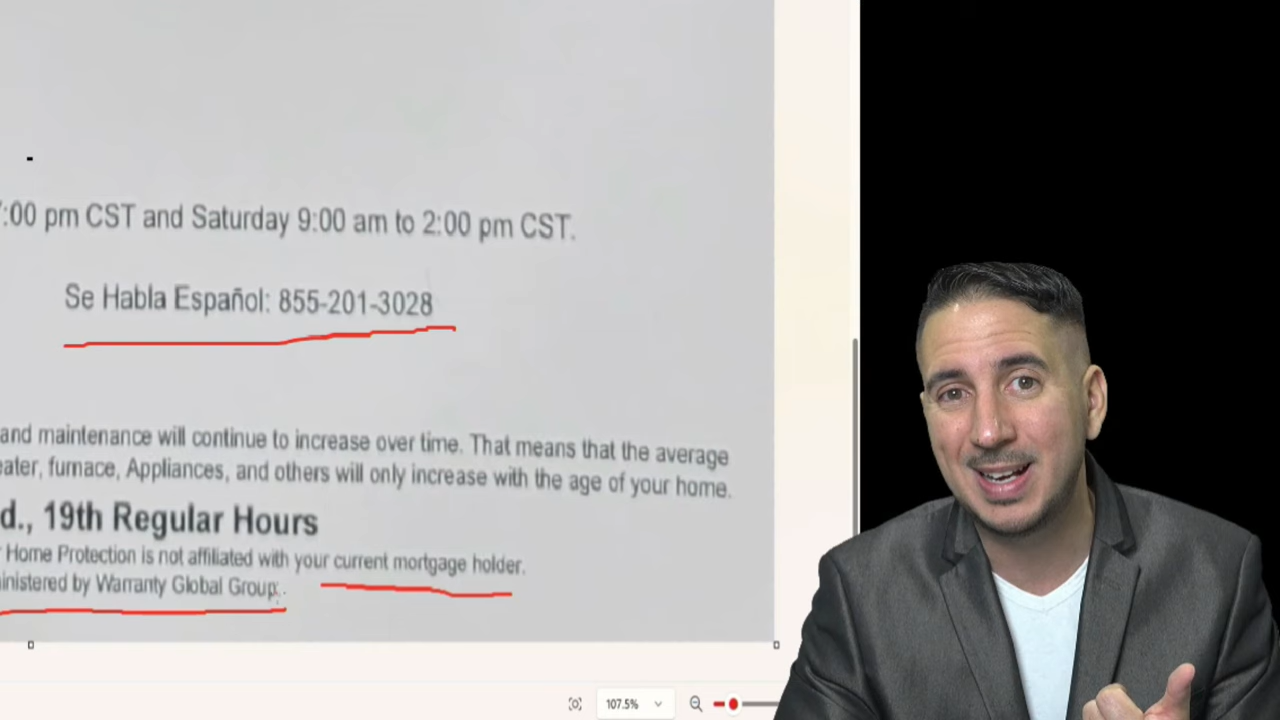 :00 pm CST and Saturday 9:00 am to 2:00 pm CST.
Se Habla Español: 855-201-3028
and maintenance will continue to increase over time. That means that the average
eater, furnace, Appliances, and others will only increase with the age of your home.
d., 19th Regular Hours
Home Protection is not affiliated with your current mortgage holder.
inistered by Warranty Global Group.
107.5%